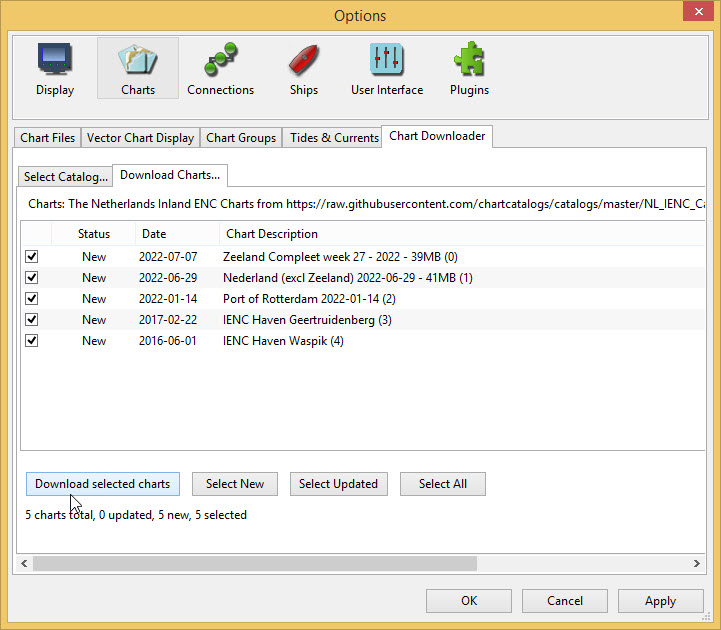 Options
Display Charts Connections Ships User Interface Plugins
Chart Files Vector Chart Display Chart Groups Tides & Currents Chart Downloader
Select Catalog... Download Charts...
Charts: The Netherlands Inland ENC Charts from https://raw.githubusercontent.com/chartcatalogs/catalogs/master/NL_IENC_Ca
Status Date Chart Description
New 2022-07-07 Zeeland Compleet week 27 - 2022 - 39MB (0)
New 2022-06-29 Nederland (excl Zeeland) 2022-06-29 - 41MB (1)
New 2022-01-14 Port of Rotterdam 2022-01-14 (2)
New 2017-02-22 IENC Haven Geertruidenberg (3)
New 2016-06-01 IENC Haven Waspik (4)
Download selected charts Select New Select Updated Select All
5 charts total, 0 updated, 5 new, 5 selected
OK Cancel Apply